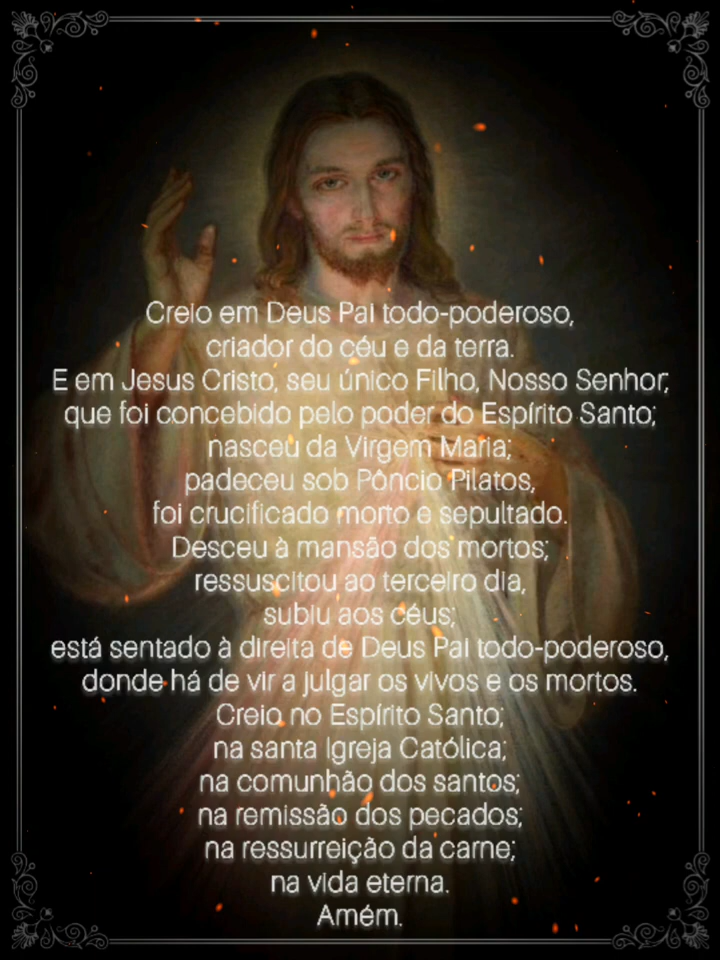 Creio em Deus Pai todo-poderoso,
criador do céu e da terra.
E em Jesus Cristo, seu único Filho, Nosso Senhor;
que foi concebido pelo poder do Espírito Santo;
nasceu da Virgem Maria;
padeceu sob Pôncio Pilatos,
foi crucificado morto e sepultado.
Desceu à mansão dos mortos;
ressuscitou ao terceiro dia,
subiu aos céus;
está sentado à direita de Deus Pai todo-poderoso,
donde há de vir a julgar os vivos e os mortos.
Creio no Espírito Santo;
na santa Igreja Católica;
na comunhão dos santos;
na remissão dos pecados;
na ressurreição da carne;
na vida eterna.
Amém.